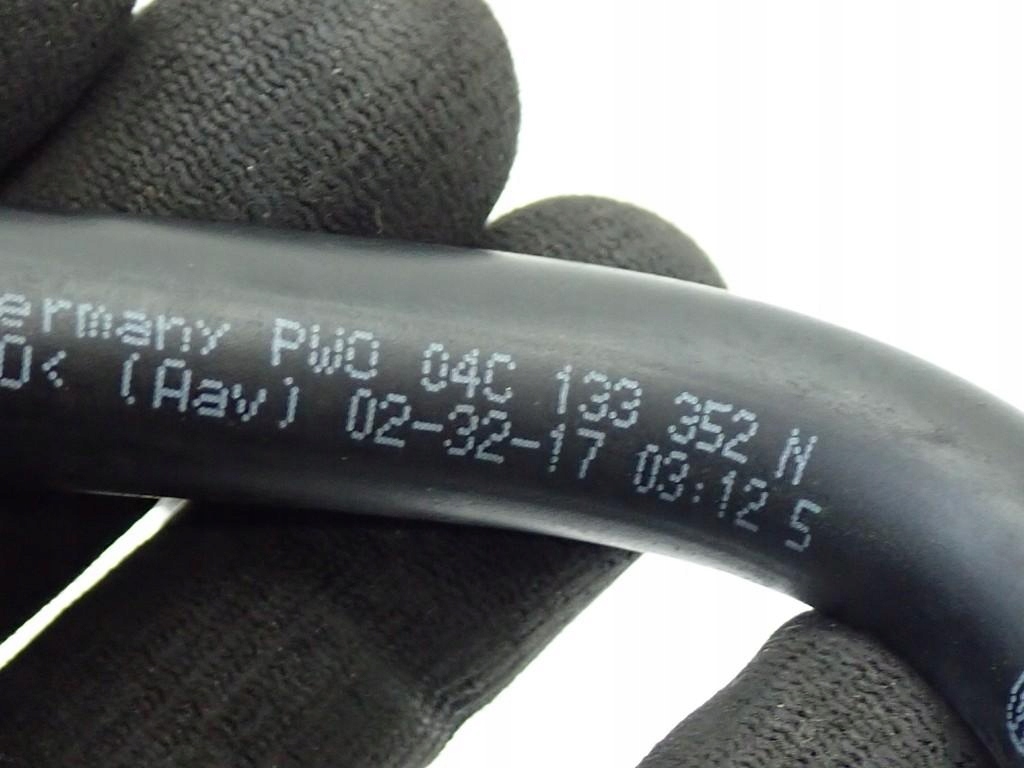 ermany PWO 04C 133 352 N
O< (Aav) 02-32-17 03:12 5